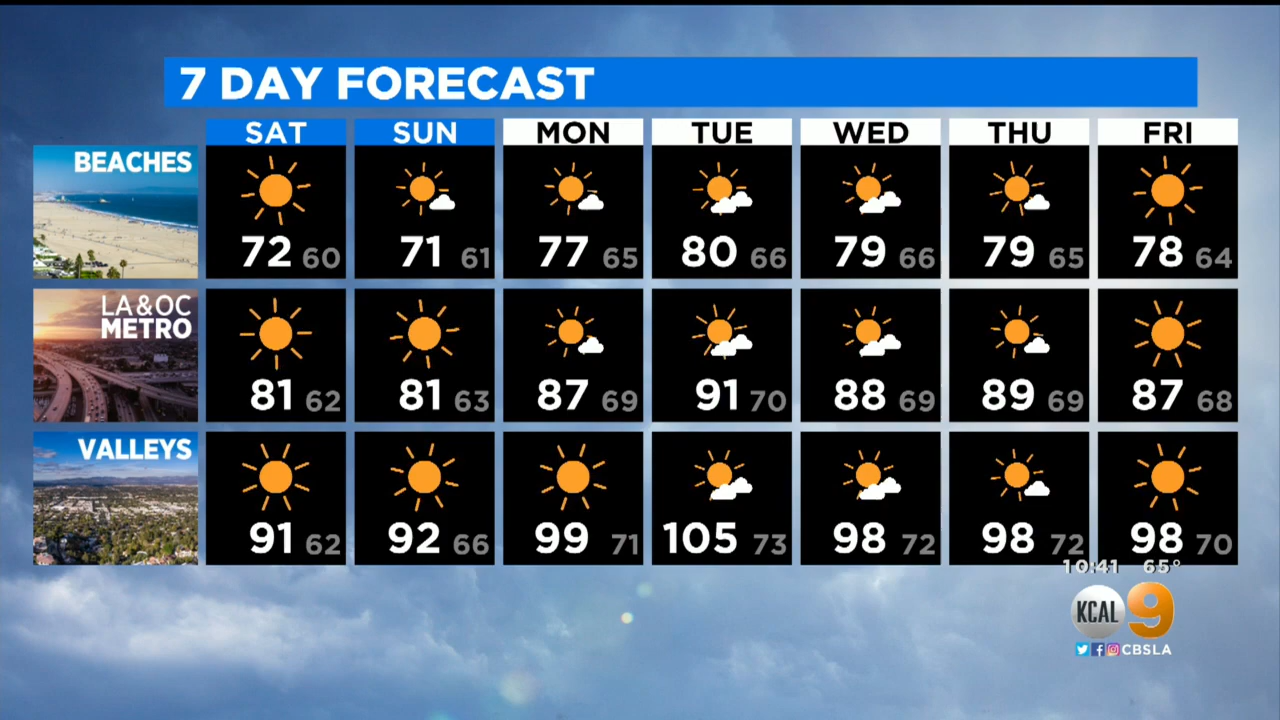 7 DAY FORECAST
SAT SUN MON TUE WED THU FRI
BEACHES
72 60 71 61 77 65 80 66 79 66 79 65 78 64
LA&OC
METRO
81 62 81 63 87 69 91 70 88 69 89 69 87 68
VALLEYS
91 62 92 66 99 71 105 73 98 72 98 72 98 70
10:41 65°
KCAL 9
CBSLA